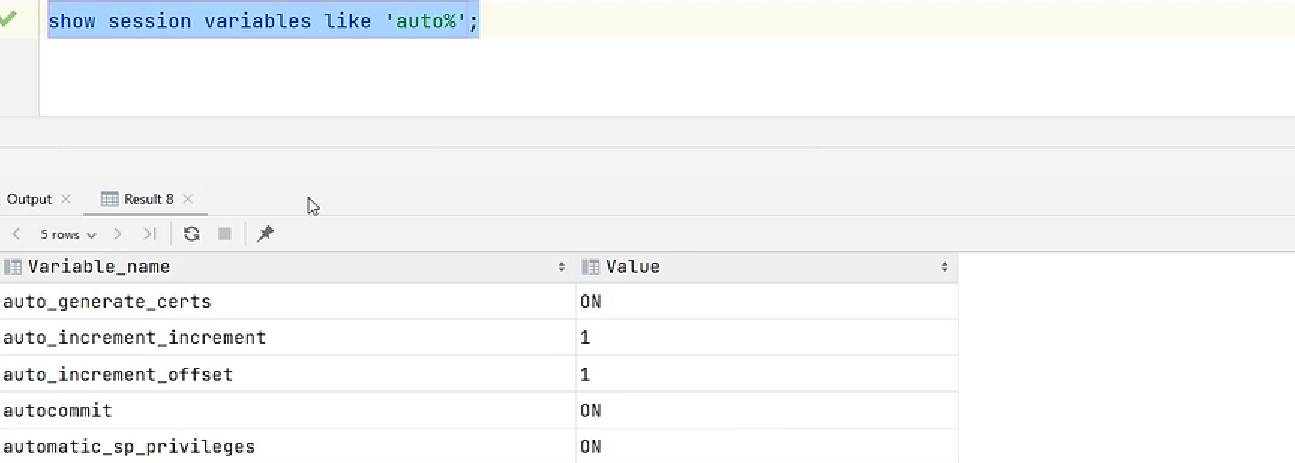 show session variables like 'auto%';
Output
Result 8
5 rows
Variable_name Value
auto_generate_certs ON
auto_increment_increment 1
auto_increment_offset 1
autocommit ON
automatic_sp_privileges ON